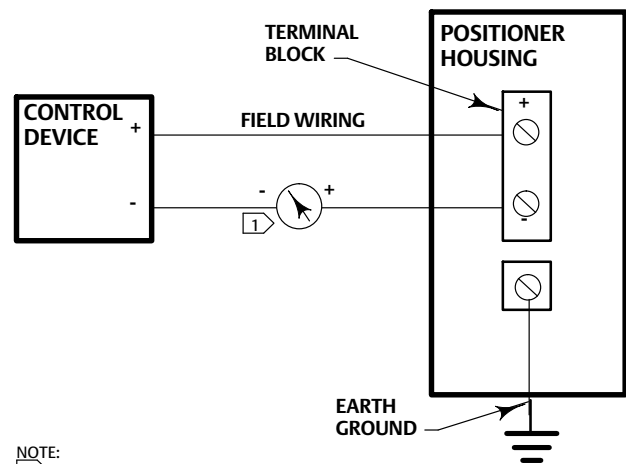 TERMINAL
BLOCK
POSITIONER
HOUSING
CONTROL
DEVICE
+
-
FIELD WIRING
-
+
1
+
-
EARTH
GROUND
NOTE: